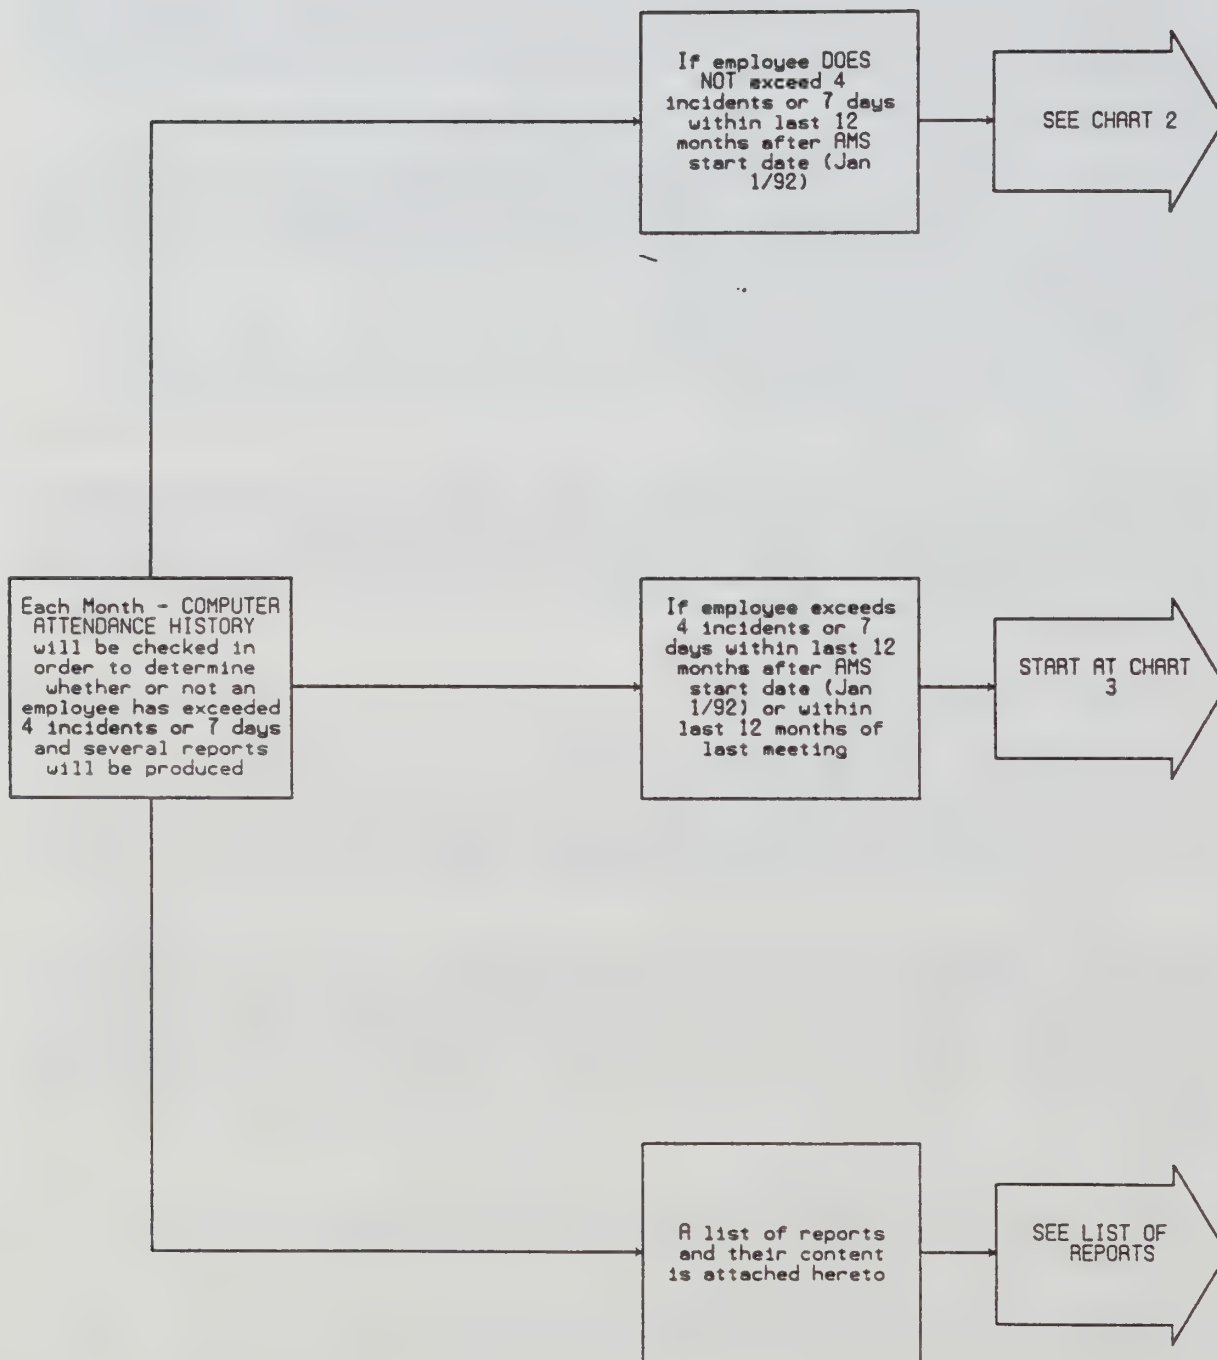 If employee DOES
NOT exceed 4
incidents or 7 days
within last 12
months after AMS
start date (Jan
1/92)
SEE CHART 2
Each Month - COMPUTER
ATTENDANCE HISTORY
will be checked in
order to determine
whether or not an
employee has exceeded
4 incidents or 7 days
and several reports
will be produced
If employee exceeds
4 incidents or 7
days within last 12
months after AMS
start date (Jan
1/92) or within
last 12 months of
last meeting
START AT CHART
3
A list of reports
and their content
is attached hereto
SEE LIST OF
REPORTS